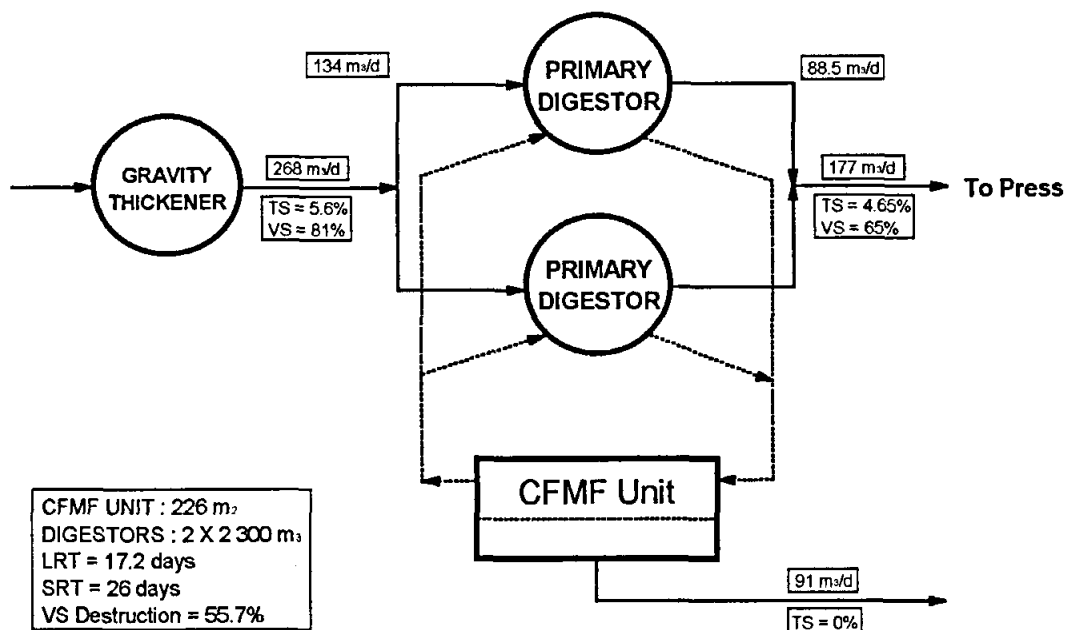 134 m3/d
PRIMARY
DIGESTOR
88.5 m3/d
GRAVITY
THICKENER
268 m3/d
TS = 5.6%
VS = 81%
177 m3/d
TS = 4.65%
VS = 65%
To Press
PRIMARY
DIGESTOR
CFMF Unit
CFMF UNIT : 226 m2
DIGESTORS : 2 X 2 300 m3
LRT = 17.2 days
SRT = 26 days
VS Destruction = 55.7%
91 m3/d
TS = 0%